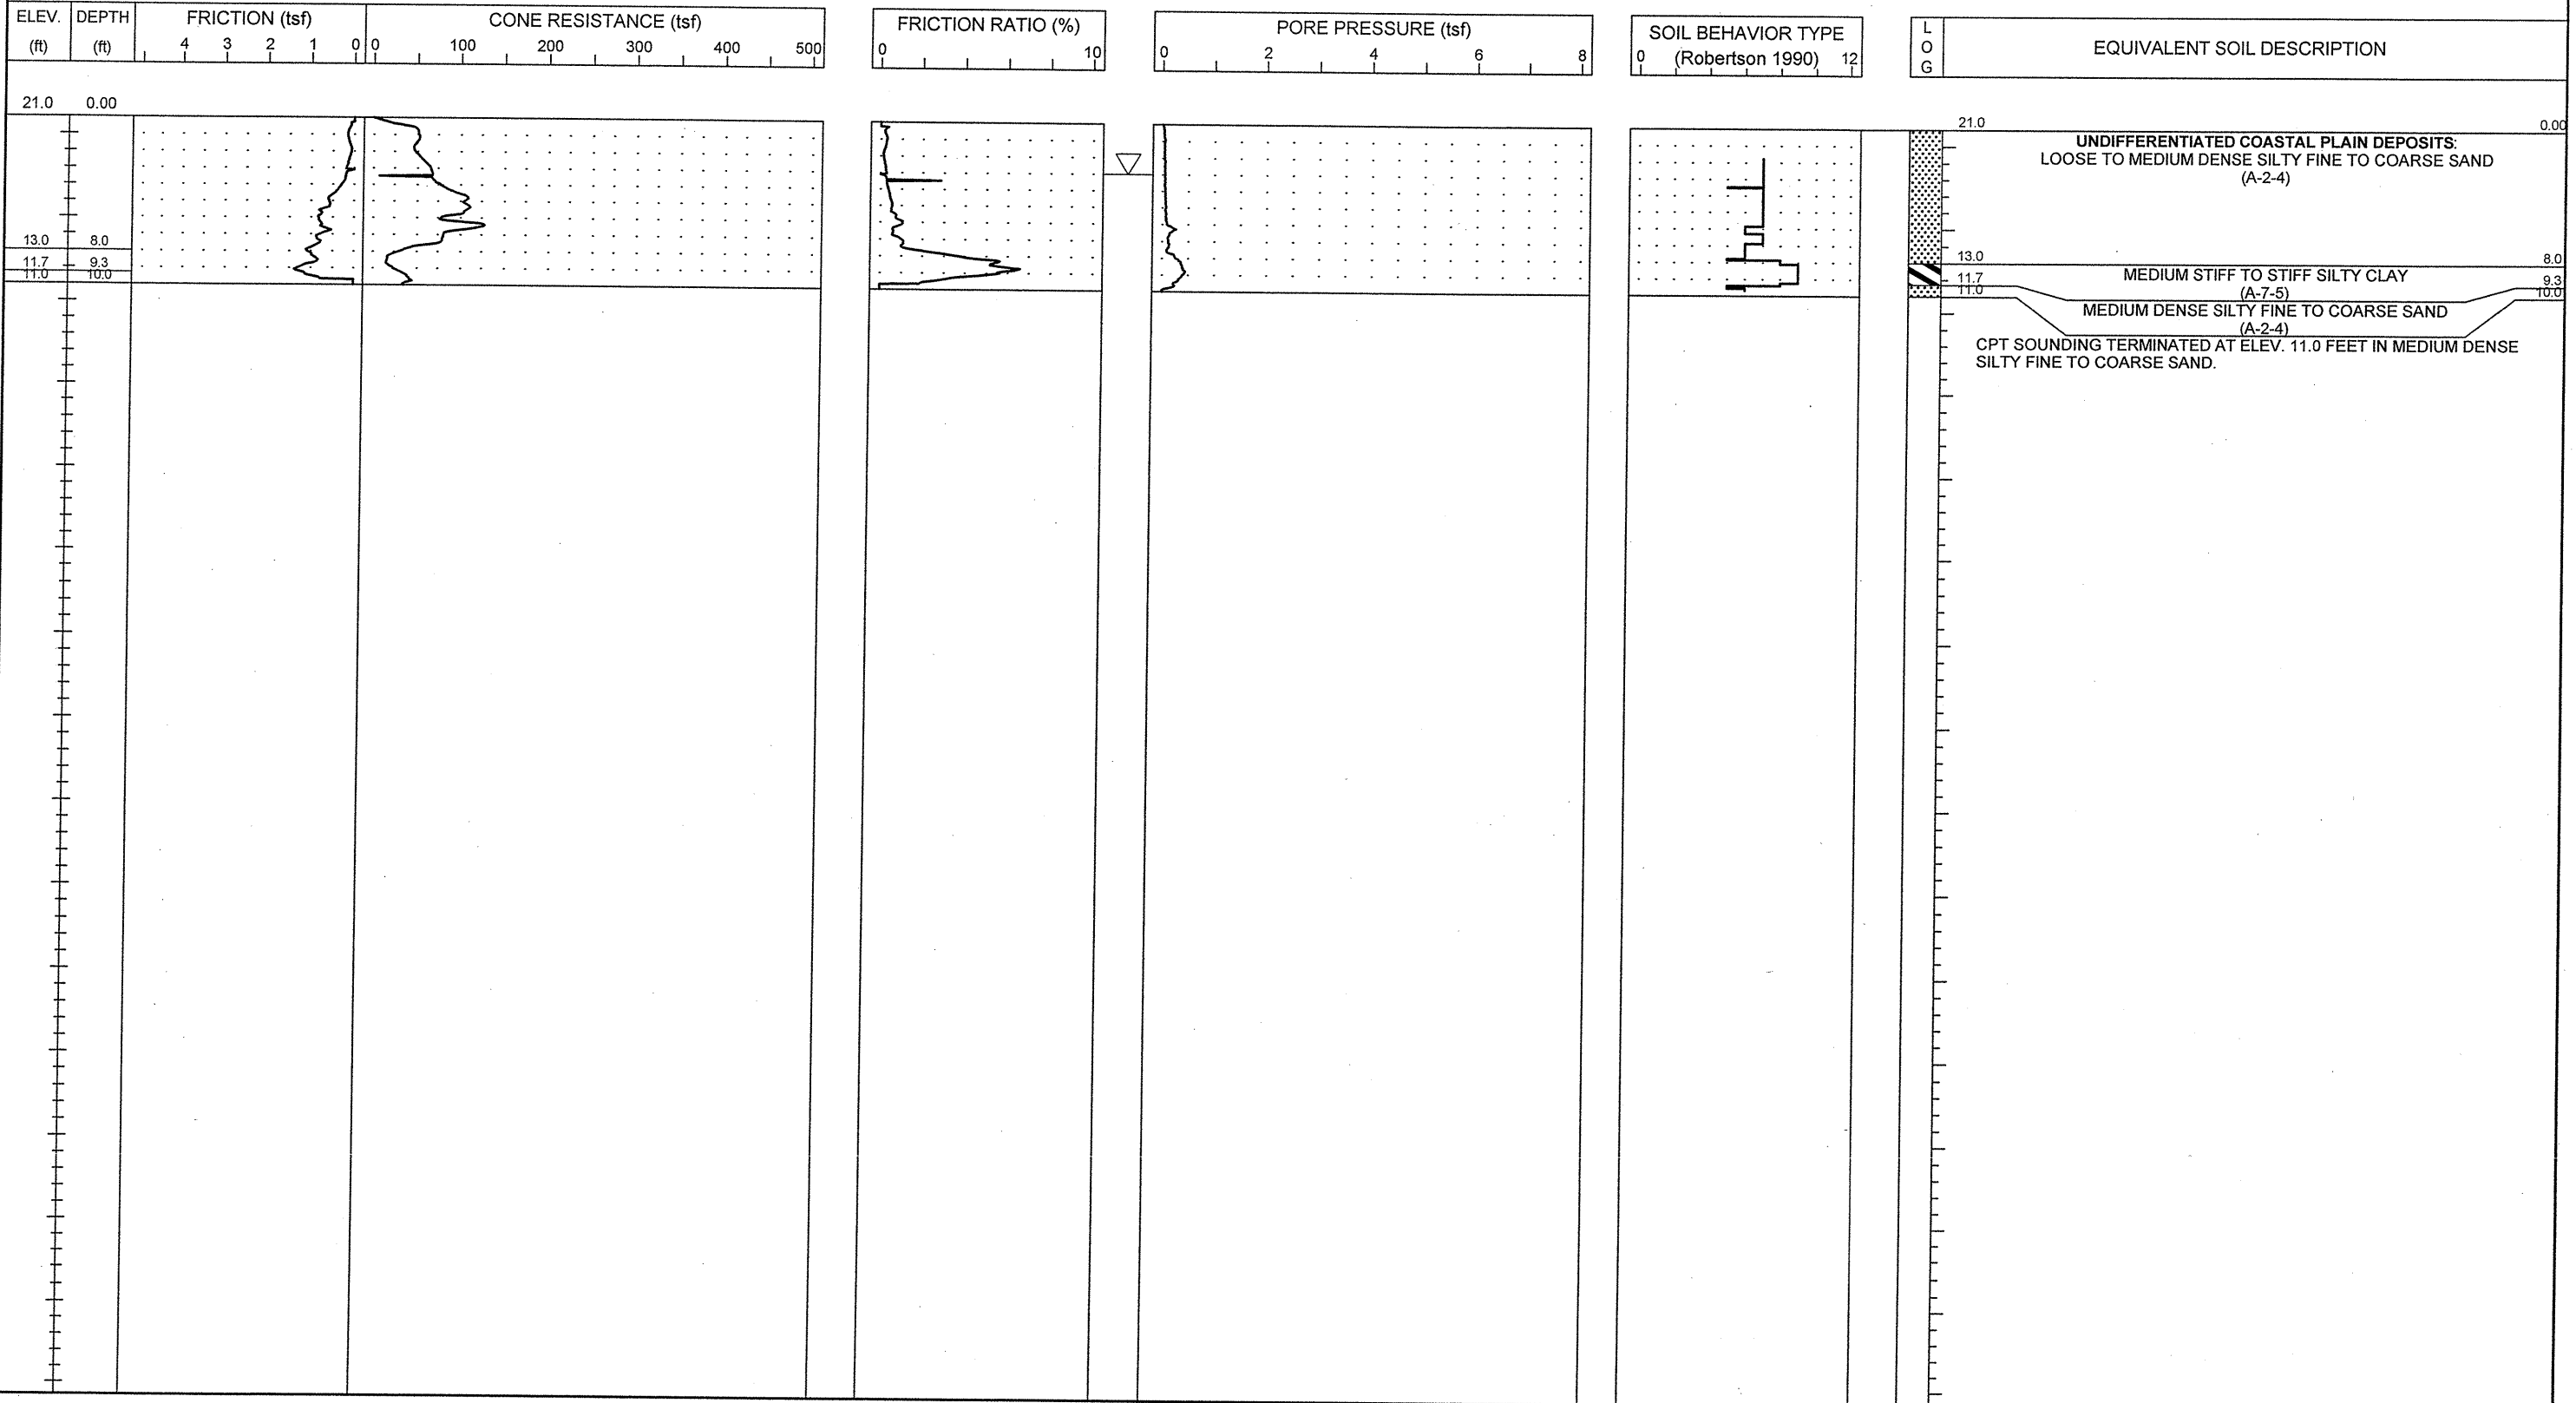 ELEV. DEPTH FRICTION (tsf) CONE RESISTANCE (tsf) FRICTION RATIO (%) PORE PRESSURE (tsf) SOIL BEHAVIOR TYPE L
(ft) (ft) 4 3 2 1 0 0 100 200 300 400 500 0 10 0 2 4 6 8 0 (Robertson 1990) 12 O EQUIVALENT SOIL DESCRIPTION
G
21.0 0.00
21.0 0.00
UNDIFFERENTIATED COASTAL PLAIN DEPOSITS:
LOOSE TO MEDIUM DENSE SILTY FINE TO COARSE SAND
(A-2-4)
13.0 8.0
13.0 8.0
11.7 9.3
11.7 MEDIUM STIFF TO STIFF SILTY CLAY 9.3
11.0 10.0
11.0 (A-7-5) 10.0
MEDIUM DENSE SILTY FINE TO COARSE SAND
(A-2-4)
CPT SOUNDING TERMINATED AT ELEV. 11.0 FEET IN MEDIUM DENSE
SILTY FINE TO COARSE SAND.